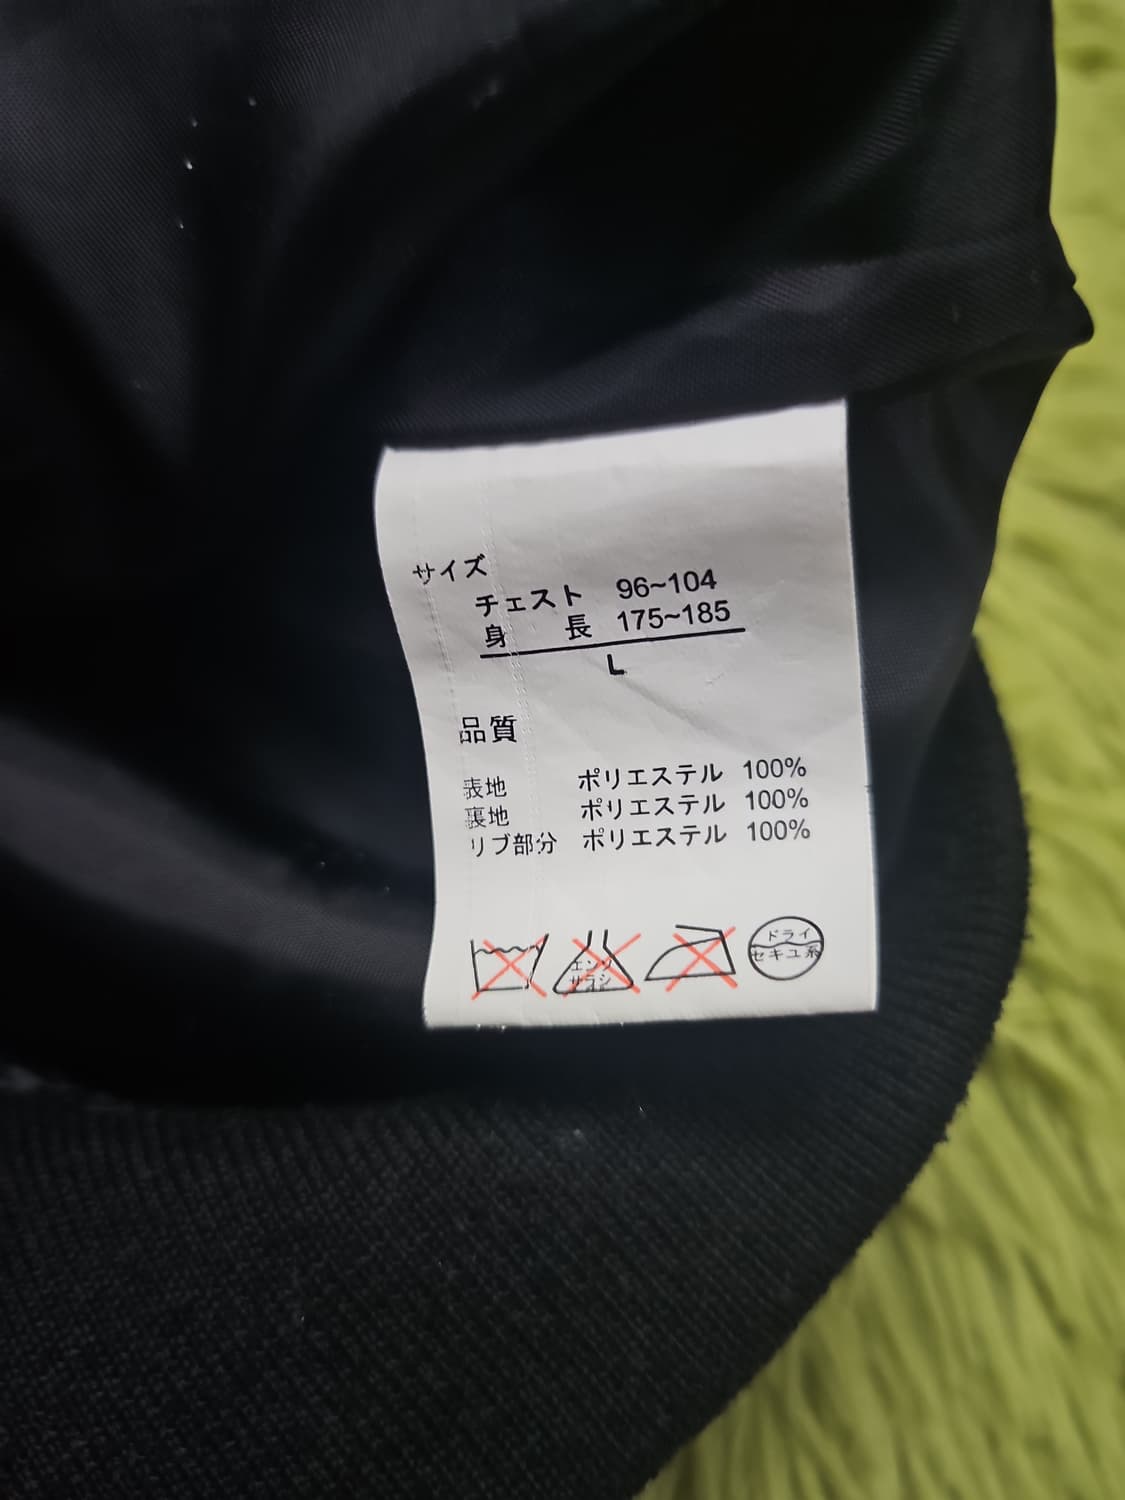 サイズ
チェスト 96~104
身長 175~185
L
品質
表地 ポリエステル 100%
裏地 ポリエステル 100%
リブ部分 ポリエステル 100%
エンソ
サラシ
ドライ
セキユ系